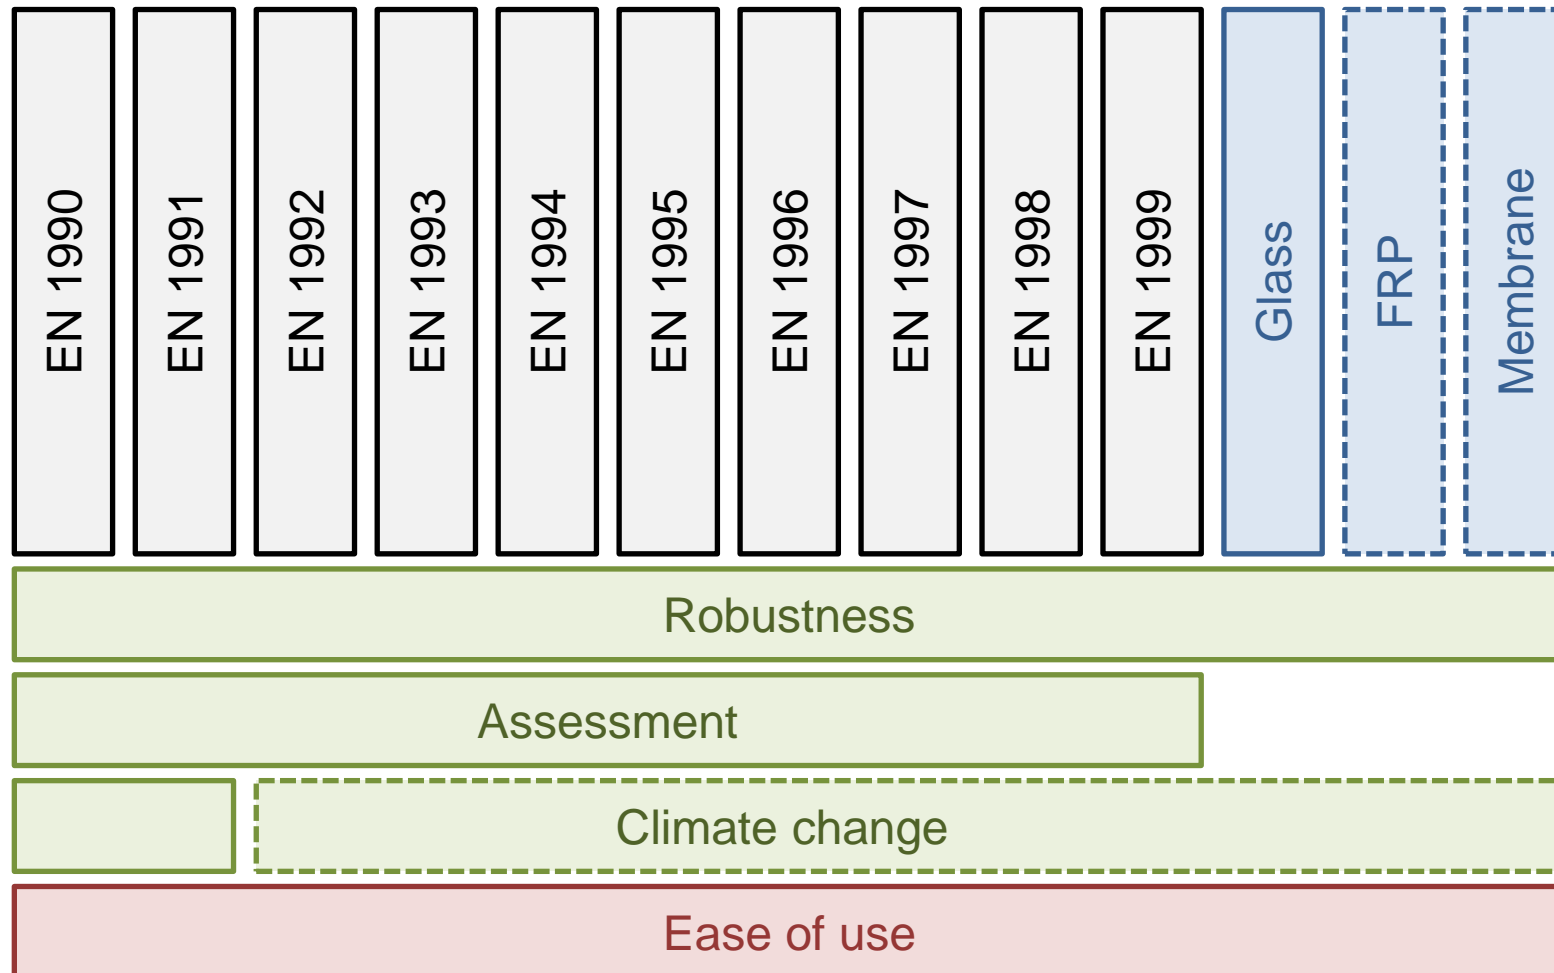 EN 1990
EN 1991
EN 1992
EN 1993
EN 1994
EN 1995
EN 1996
EN 1997
EN 1998
EN 1999
Glass
FRP
Membrane
Robustness
Assessment
Climate change
Ease of use